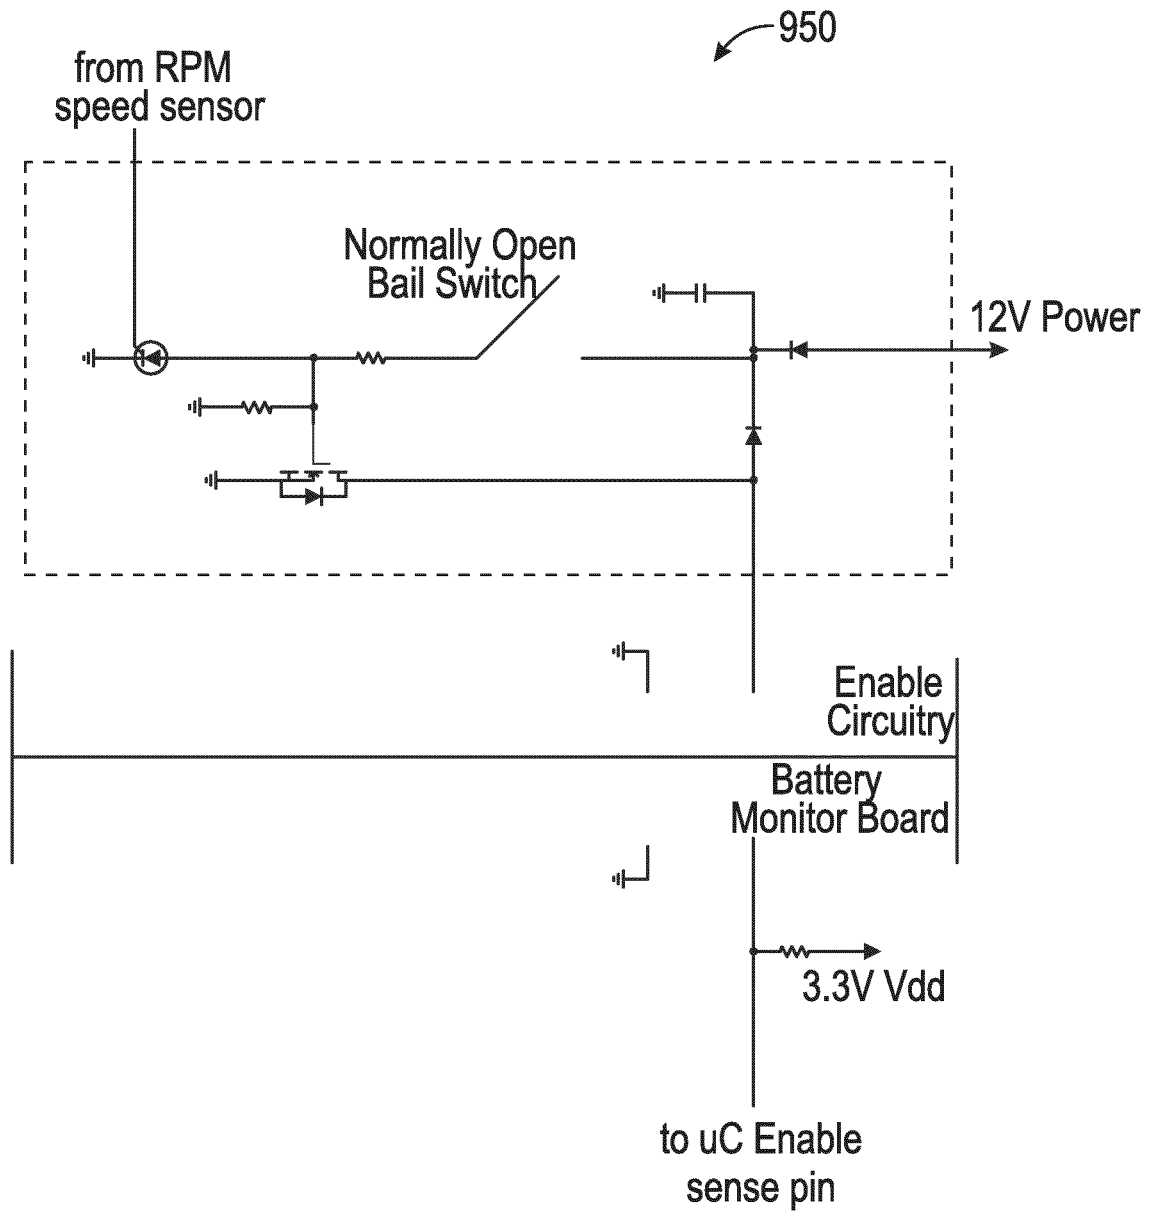 950
from RPM
speed sensor
Normally Open
Bail Switch
12V Power
Enable
Circuitry
Battery
Monitor Board
3.3V Vdd
to uC Enable
sense pin